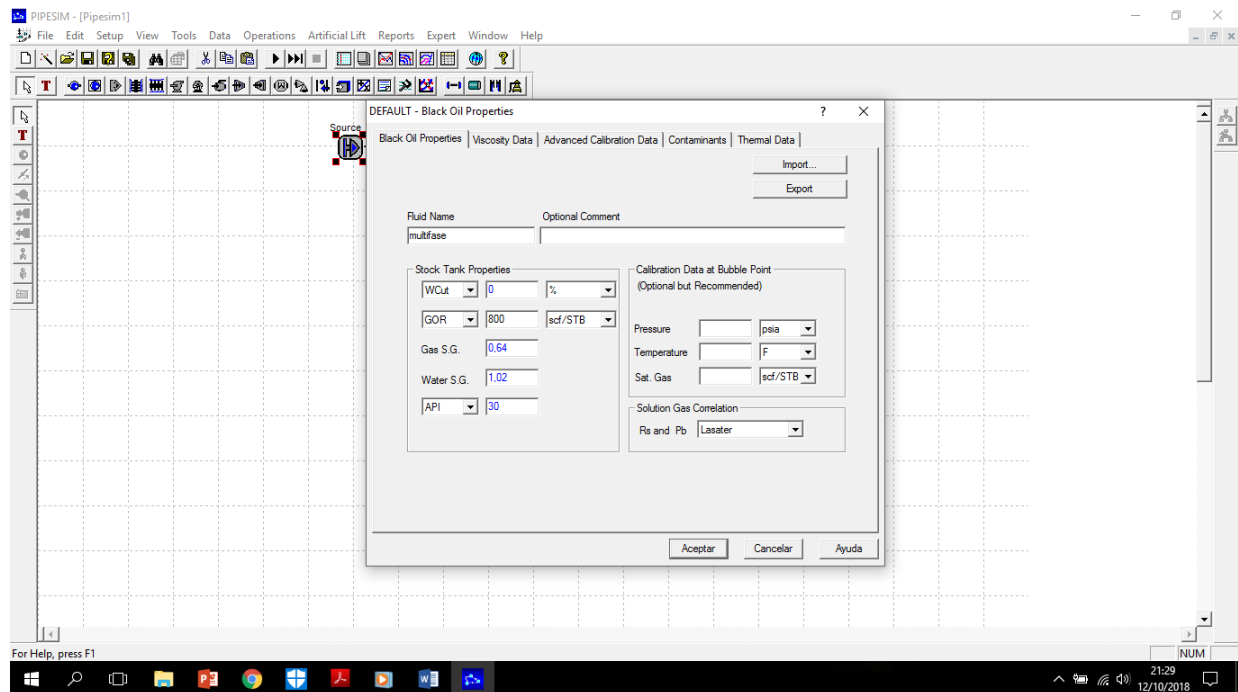 PIPESIM - [Pipesim1]
File Edit Setup View Tools Data Operations Artificial Lift Reports Expert Window Help
T
T
Source
DEFAULT - Black Oil Properties ?
Black Oil Properties Viscosity Data Advanced Calibration Data Contaminants Thermal Data
Import...
Export
Fluid Name Optional Comment
multifase
Stock Tank Properties
WCut 0 %
GOR 800 scf/STB
Gas S.G. 0,64
Water S.G. 1,02
API 30
Calibration Data at Bubble Point
(Optional but Recommended)
Pressure psia
Temperature F
Sat. Gas scf/STB
Solution Gas Correlation
Rs and Pb Lasater
Aceptar Cancelar Ayuda
For Help, press F1 NUM
21:29
12/10/2018